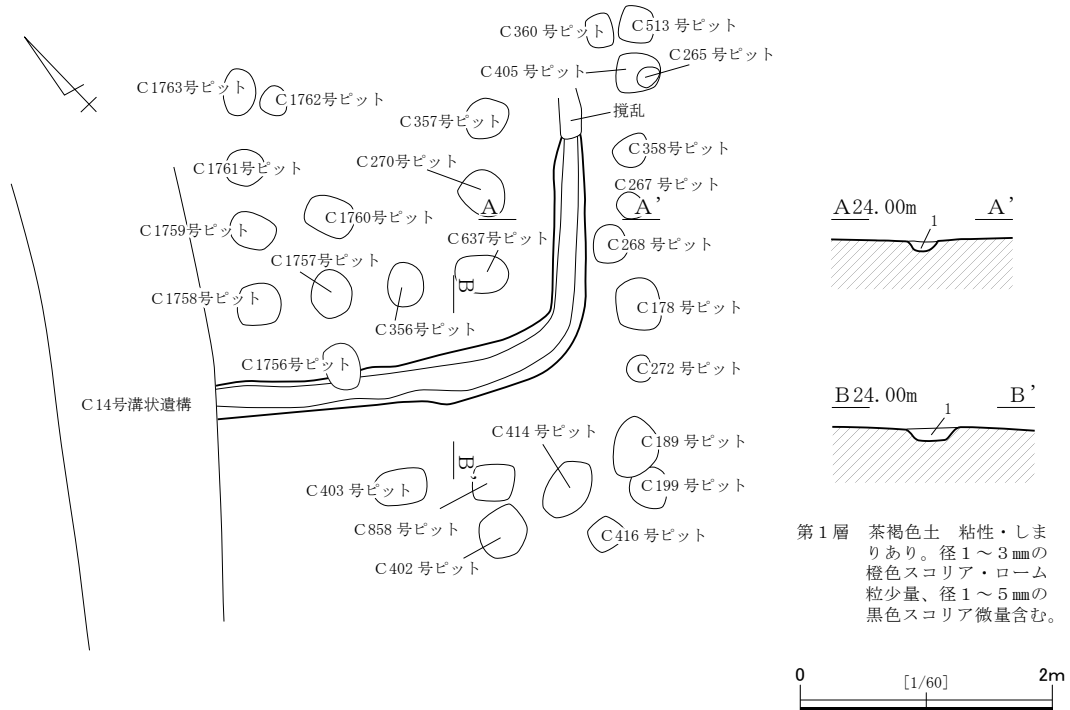 C360号ピット
C513号ピット
C265号ピット
C405号ピット
C1763号ピット
C1762号ピット
C357号ピット
撹乱
C358号ピット
C270号ピット
C1761号ピット
C267号ピット
A
A'
C1760号ピット
C1759号ピット
C637号ピット
C268号ピット
C1757号ピット
B
C1758号ピット
C178号ピット
C356号ピット
C1756号ピット
C272号ピット
C14号溝状遺構
C414号ピット
C189号ピット
B'
C403号ピット
C199号ピット
C858号ピット
C416号ピット
C402号ピット
A 24.00m A'
1
B 24.00m B'
1
第1層 茶褐色土 粘性・しま
りあり。径1~3㎜の
橙色スコリア・ローム
粒少量、径1~5㎜の
黒色スコリア微量含む。
0 [1/60] 2m